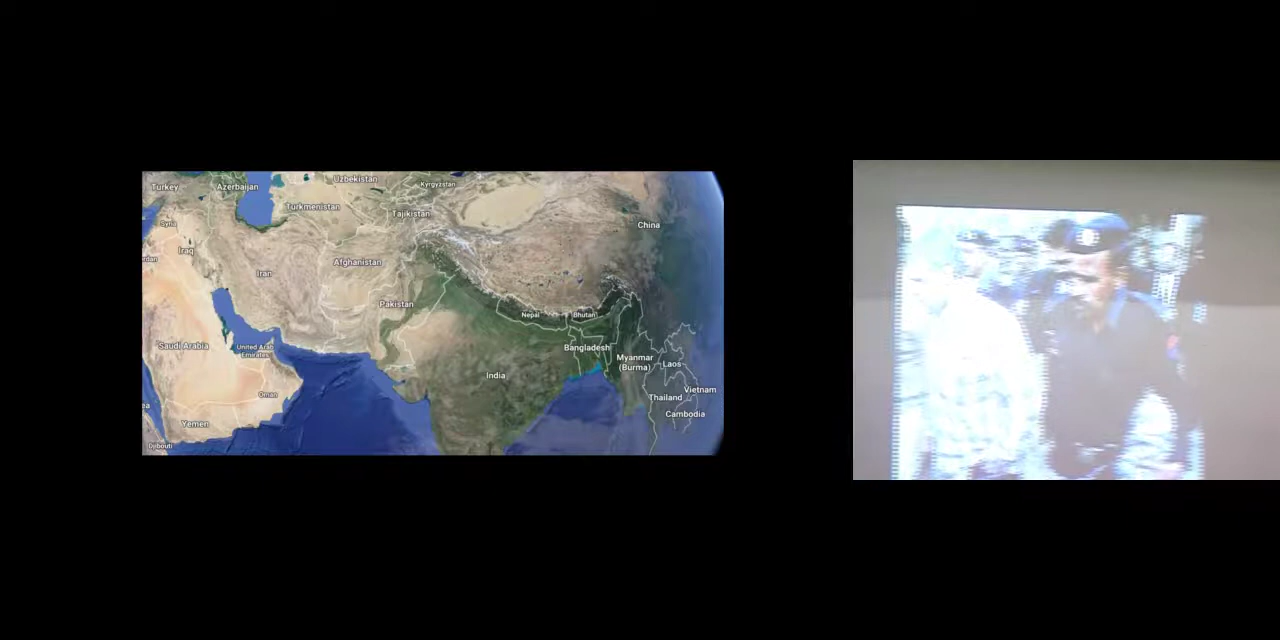 Uzbekistan
Kyrgyzstan
Turkey
Azerbaijan
Turkmenistan
Tajikistan
Syria
China
Iraq
Afghanistan
Iran
Pakistan
Nepal
Bhutan
Saudi Arabia
United Arab
Emirates
Bangladesh
Myanmar
(Burma)
Laos
India
Vietnam
Oman
Thailand
Cambodia
Yemen
Djibouti